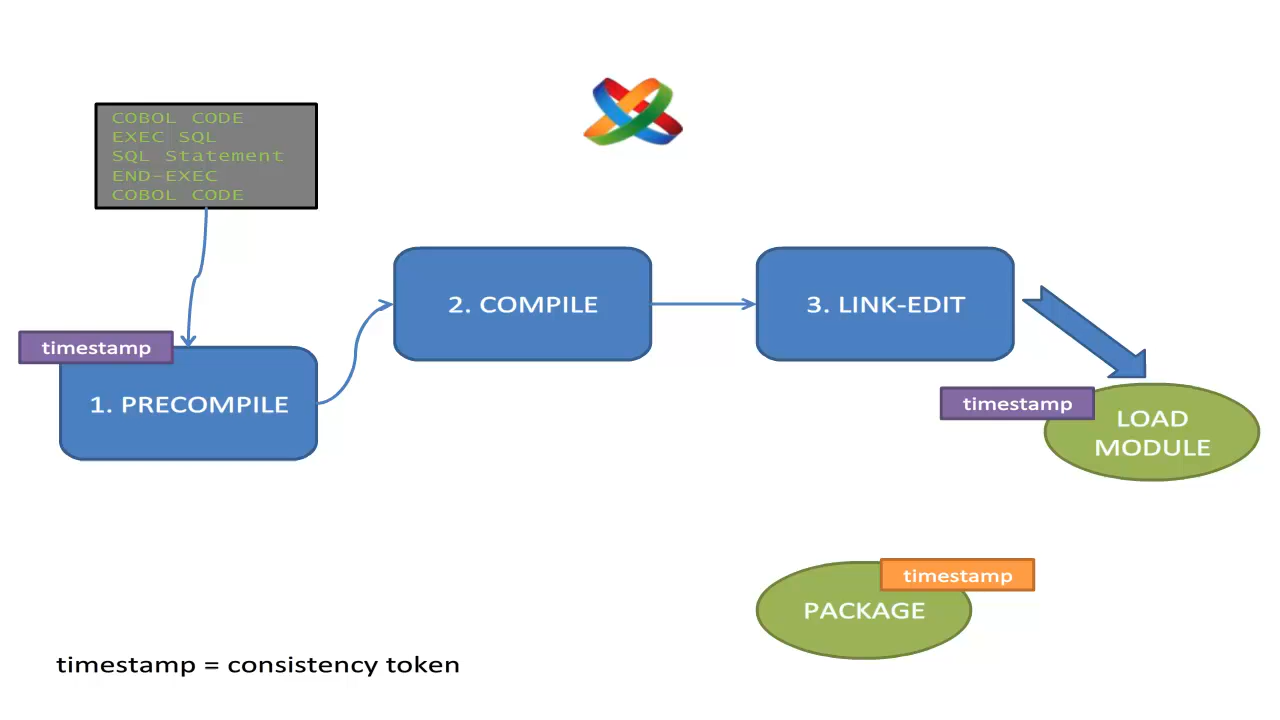 COBOL CODE
EXEC SQL
SQL Statement
END-EXEC
COBOL CODE
timestamp
1. PRECOMPILE
2. COMPILE
3. LINK-EDIT
timestamp
LOAD
MODULE
timestamp
PACKAGE
timestamp = consistency token